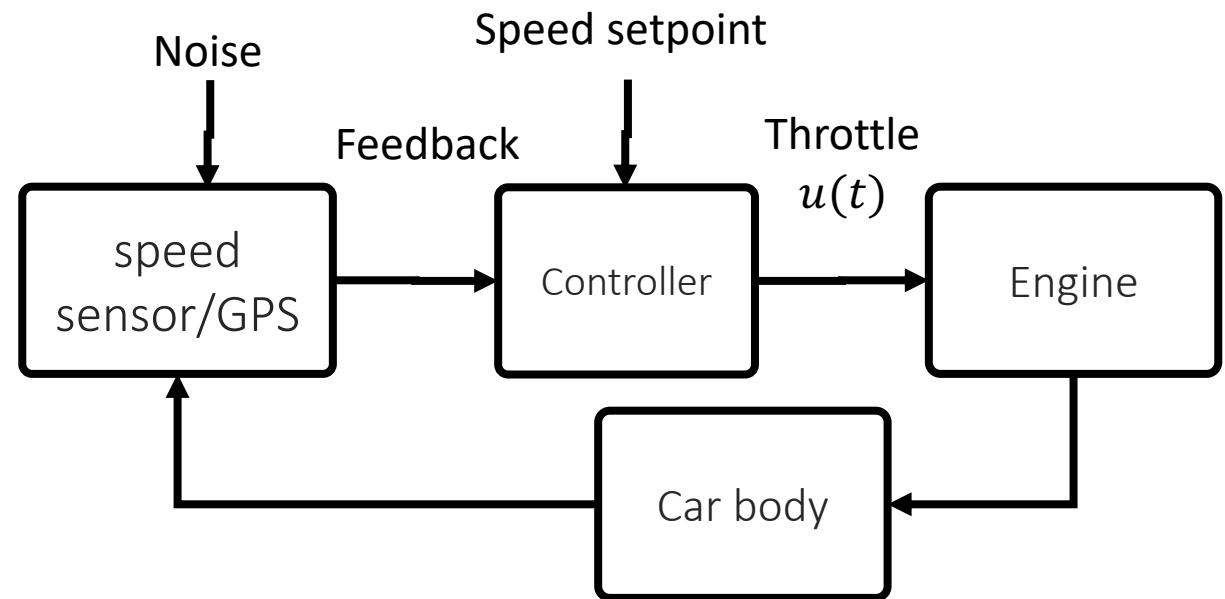 Noise
Speed setpoint
Feedback
Throttle
u(t)
speed
sensor/GPS
Controller
Engine
Car body